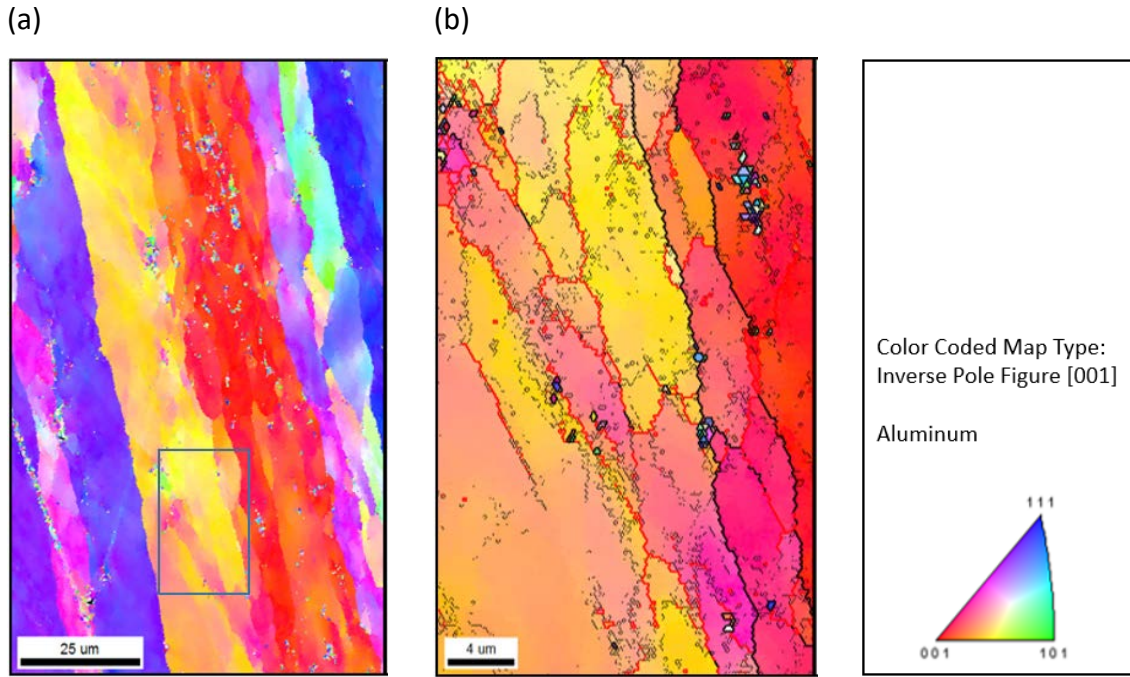 (a)
(b)
25 um
4 um
Color Coded Map Type:
Inverse Pole Figure [001]
Aluminum
111
001
101